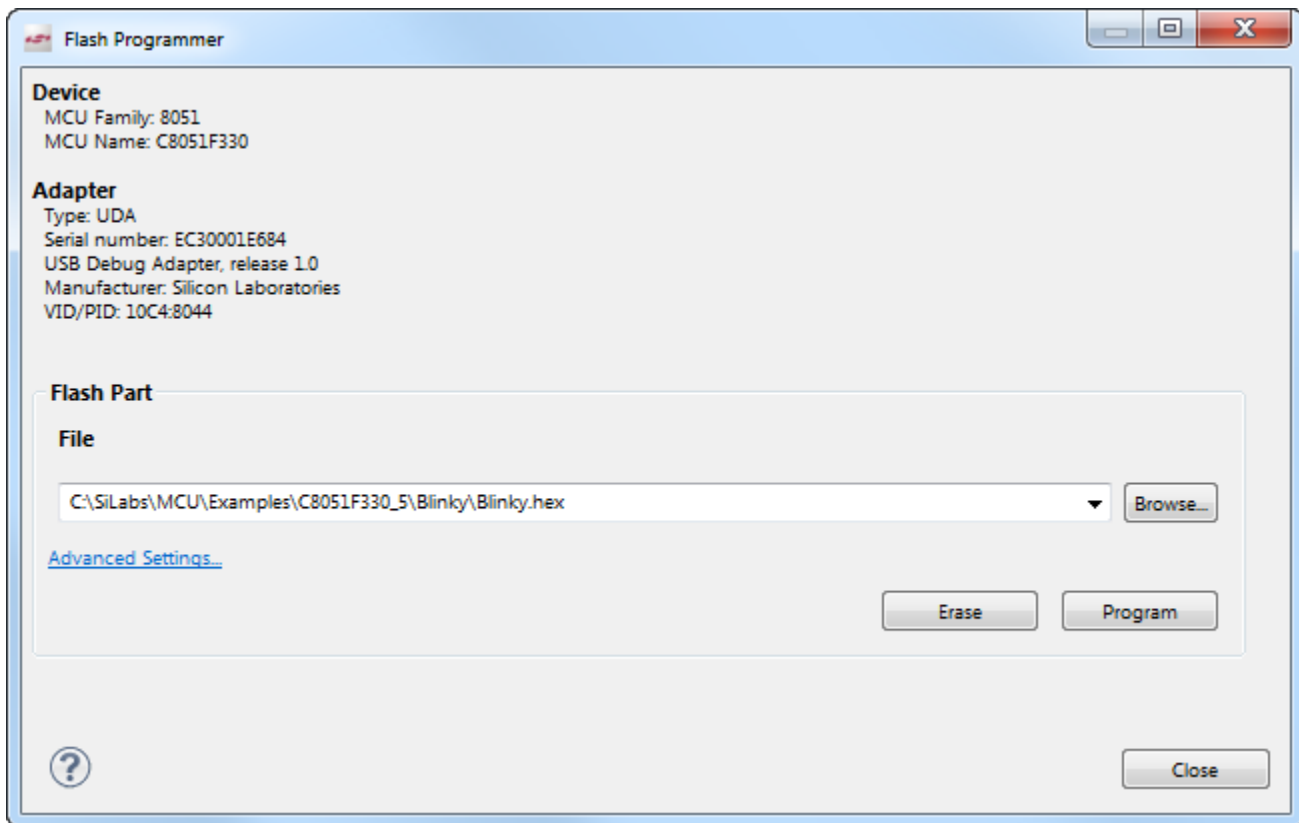 Flash Programmer
Device
MCU Family: 8051
MCU Name: C8051F330
Adapter
Type: UDA
Serial number: EC30001E684
USB Debug Adapter, release 1.0
Manufacturer: Silicon Laboratories
VID/PID: 10C4:8044
Flash Part
File
C:\SiLabs\MCU\Examples\C8051F330_5\Blinky\Blinky.hex
Browse...
Advanced Settings...
Erase
Program
?
Close